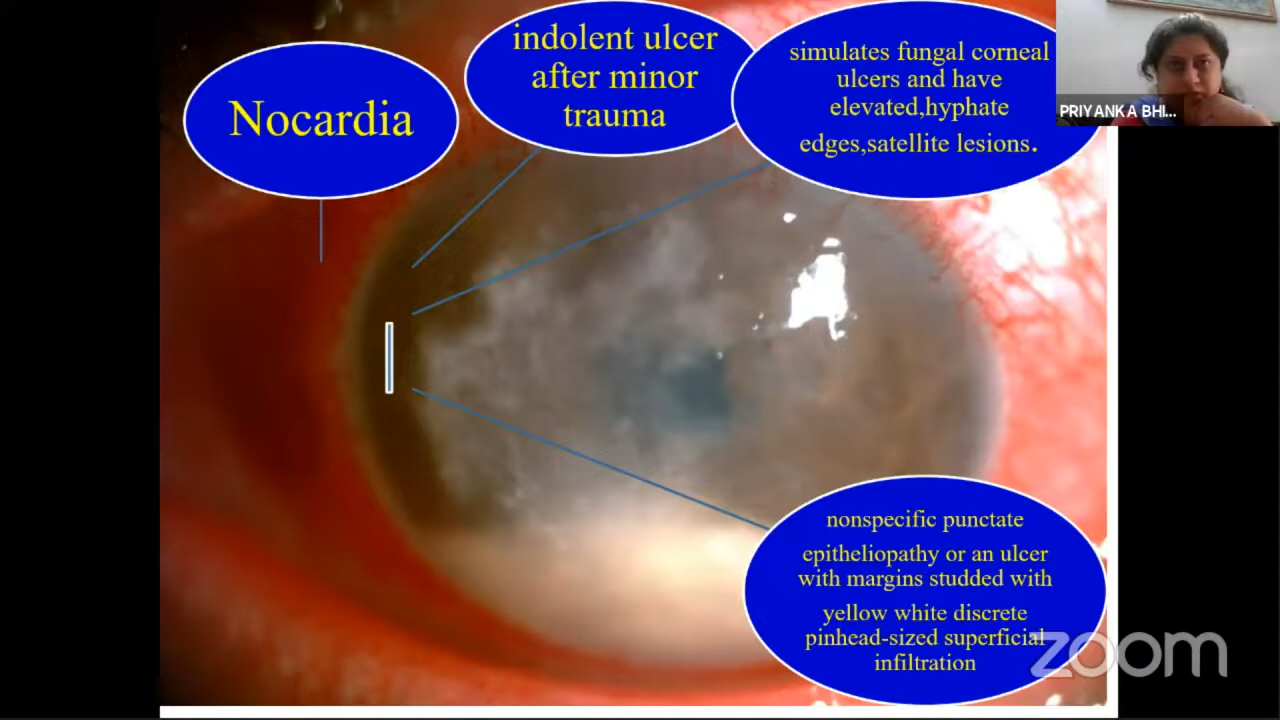 Nocardia
indolent ulcer
after minor
trauma
simulates fungal corneal
ulcers and have
elevated,hyphate
edges,satellite lesions.
PRIYANKA BHI...
nonspecific punctate
epitheliopathy or an ulcer
with margins studded with
yellow white discrete
pinhead-sized superficial
infiltration
zoom